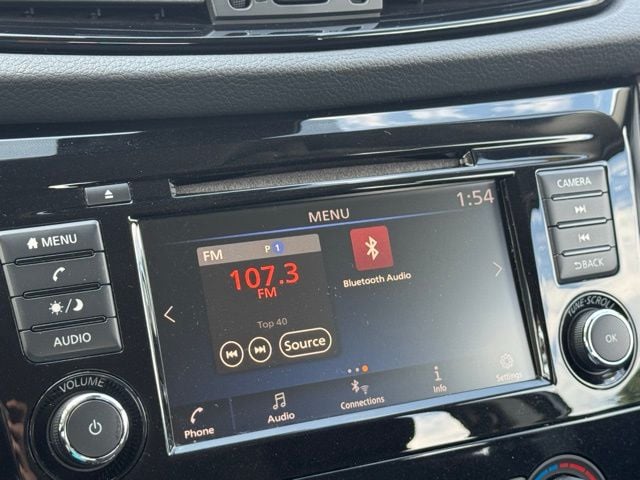 MENU
1:54
FM P 1
107.3
FM
Top 40
Source
Bluetooth Audio
Phone
Audio
Connections
Info
Settings
MENU
AUDIO
VOLUME
CAMERA
BACK
TUNE·SCROLL
OK